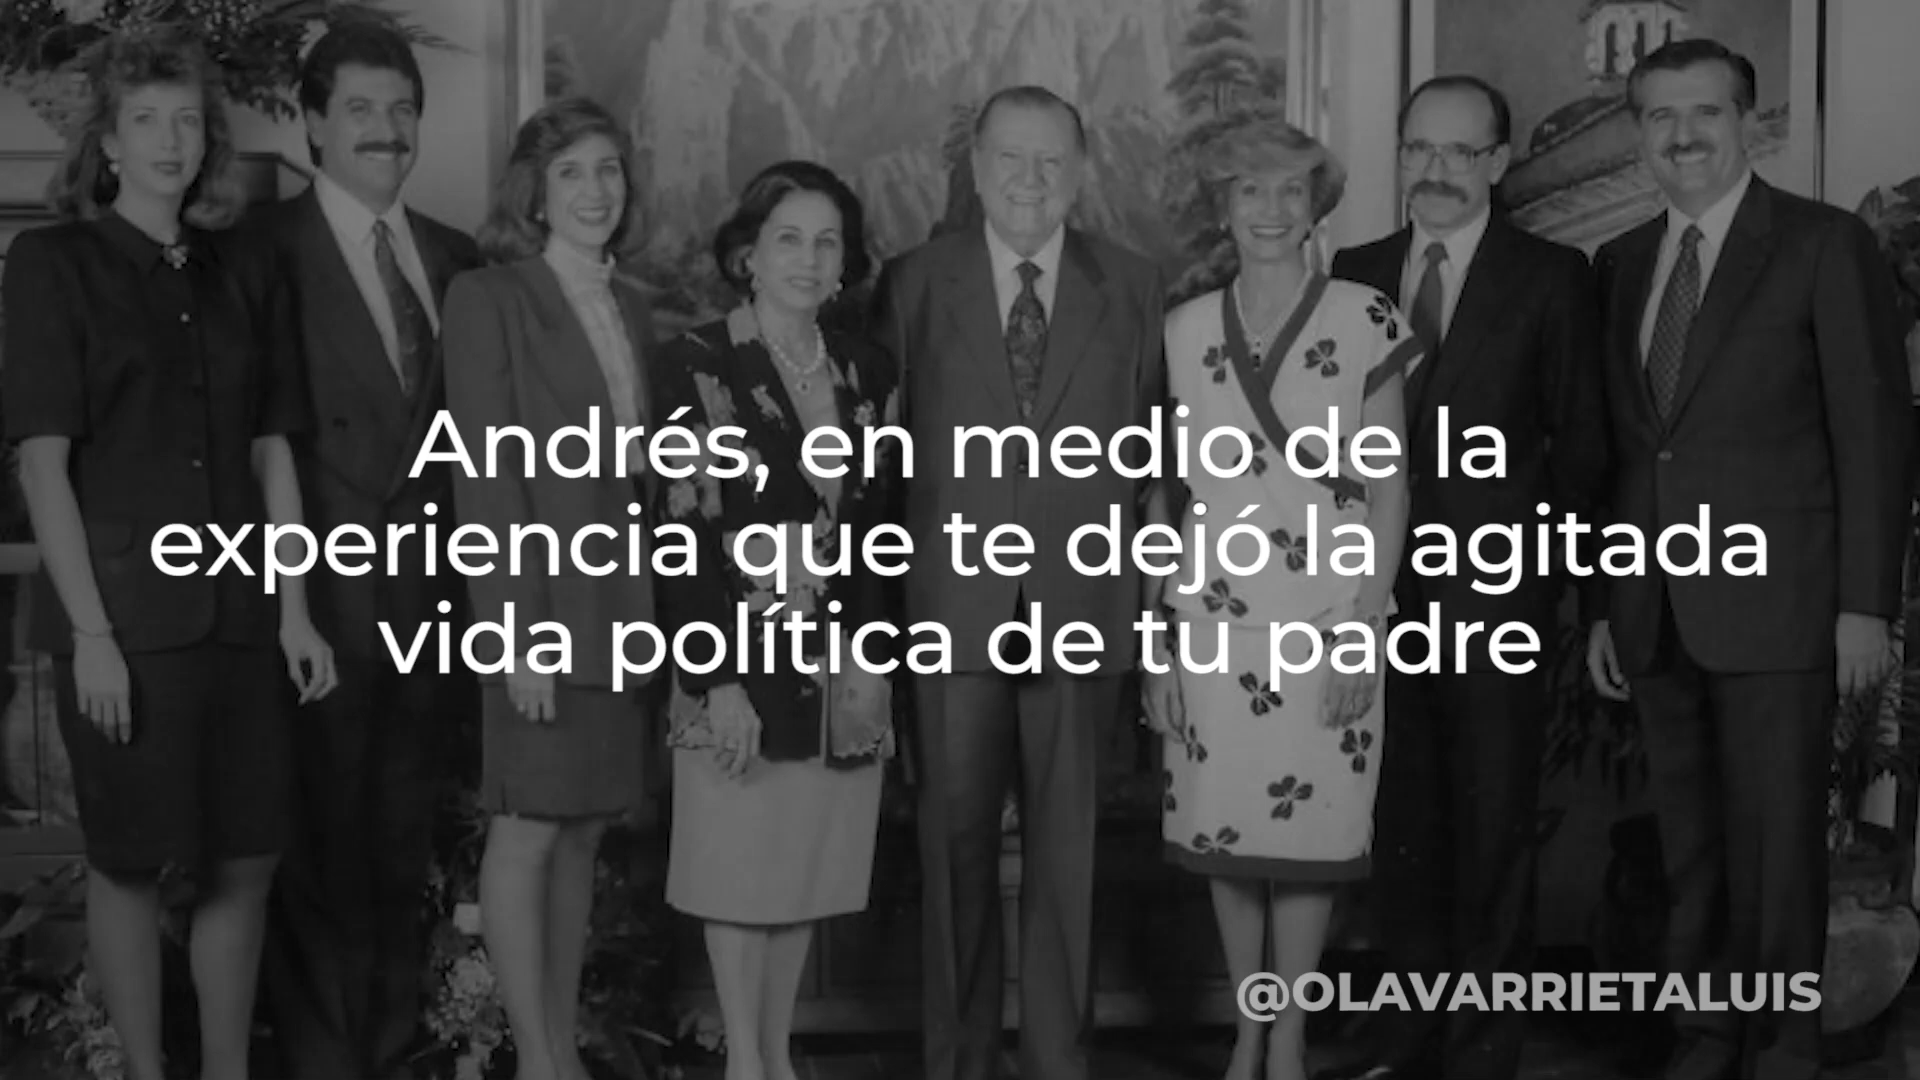 Andrés, en medio de la
experiencia que te dejó la agitada
vida política de tu padre
@OLAVARRIETALUIS